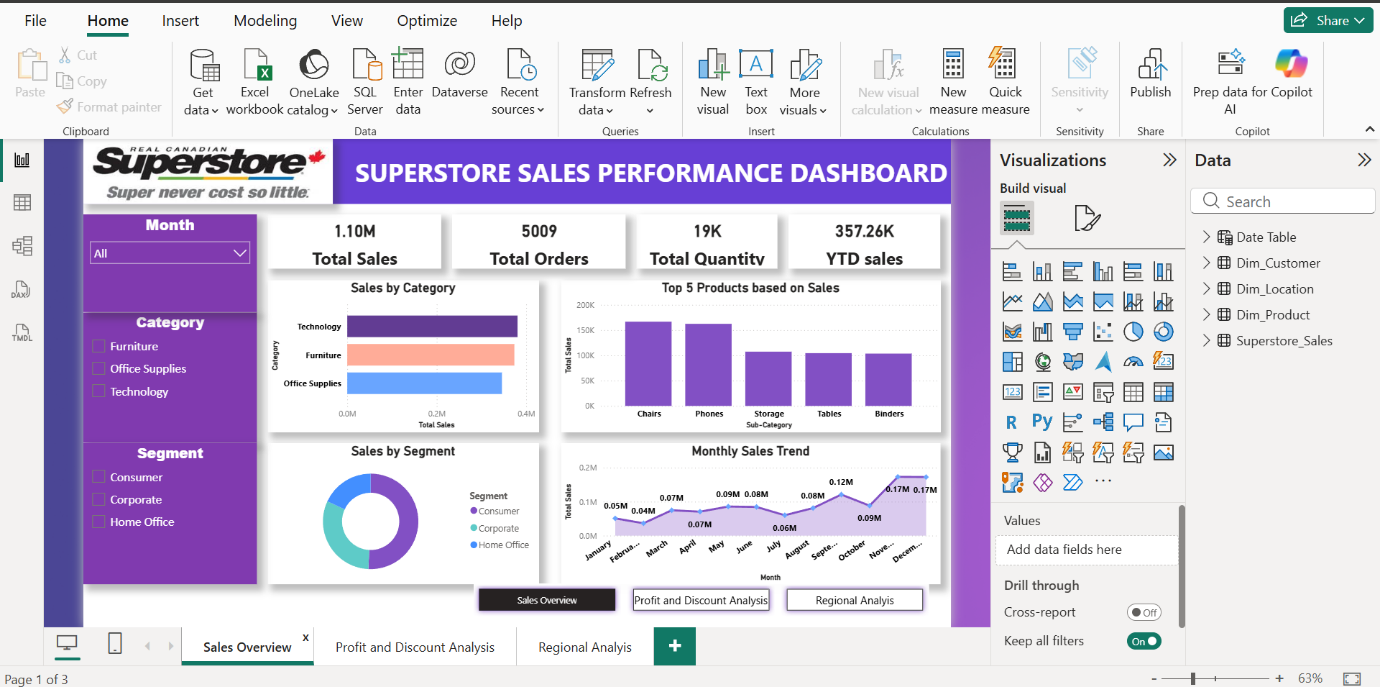 File Home Insert Modeling View Optimize Help Share
Paste
Cut
Copy
Format painter
Clipboard
Get data
Excel workbook
OneLake catalog
SQL Server
Enter data
Dataverse
Recent sources
Data
Transform data
Refresh
Queries
New visual
Text box
More visuals
Insert
New visual calculation
New measure
Quick measure
Calculations
Sensitivity
Sensitivity
Publish
Share
Prep data for AI
Copilot
Copilot
DAX
TMDL
REAL CANADIAN
Superstore
Super never cost so little.
SUPERSTORE SALES PERFORMANCE DASHBOARD
Month
All
Category
Furniture
Office Supplies
Technology
Segment
Consumer
Corporate
Home Office
1.10M
Total Sales
5009
Total Orders
19K
Total Quantity
357.26K
YTD sales
Sales by Category
Category
Technology
Furniture
Office Supplies
0.0M 0.2M 0.4M
Total Sales
Top 5 Products based on Sales
Total Sales
200K
150K
100K
50K
0K
Chairs Phones Storage Tables Binders
Sub-Category
Sales by Segment
Segment
Consumer
Corporate
Home Office
Monthly Sales Trend
Total Sales
0.2M
0.1M
0.0M
0.05M 0.04M 0.07M 0.07M 0.09M 0.08M 0.06M 0.08M 0.12M 0.09M 0.17M 0.17M
January Februa... March April May June July August Septe... October Nove... Decem...
Month
Sales Overview
Profit and Discount Analysis
Regional Analyis
Visualizations
Build visual
123
123
R Py
...
Values
Add data fields here
Drill through
Cross-report Off
Keep all filters On
Data
Search
Date Table
Dim_Customer
Dim_Location
Dim_Product
Superstore_Sales
Sales Overview x
Profit and Discount Analysis
Regional Analyis
+
Page 1 of 3
- + 63%